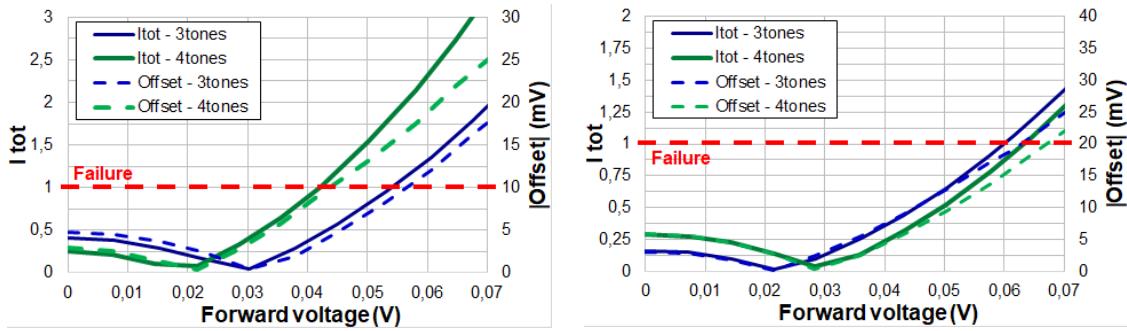 Itot - 3tones
Itot - 4tones
Offset - 3tones
Offset - 4tones
Failure
I tot
3
2,5
2
1,5
1
0,5
0
0 0,01 0,02 0,03 0,04 0,05 0,06 0,07
Forward voltage (V)
30
25
20
15
10
5
0
|Offset| (mV)
Itot - 3tones
Itot - 4tones
Offset - 3tones
Offset - 4tones
Failure
I tot
2
1,75
1,5
1,25
1
0,75
0,5
0,25
0
0 0,01 0,02 0,03 0,04 0,05 0,06 0,07
Forward voltage (V)
40
35
30
25
20
15
10
5
0
|Offset| (mV)